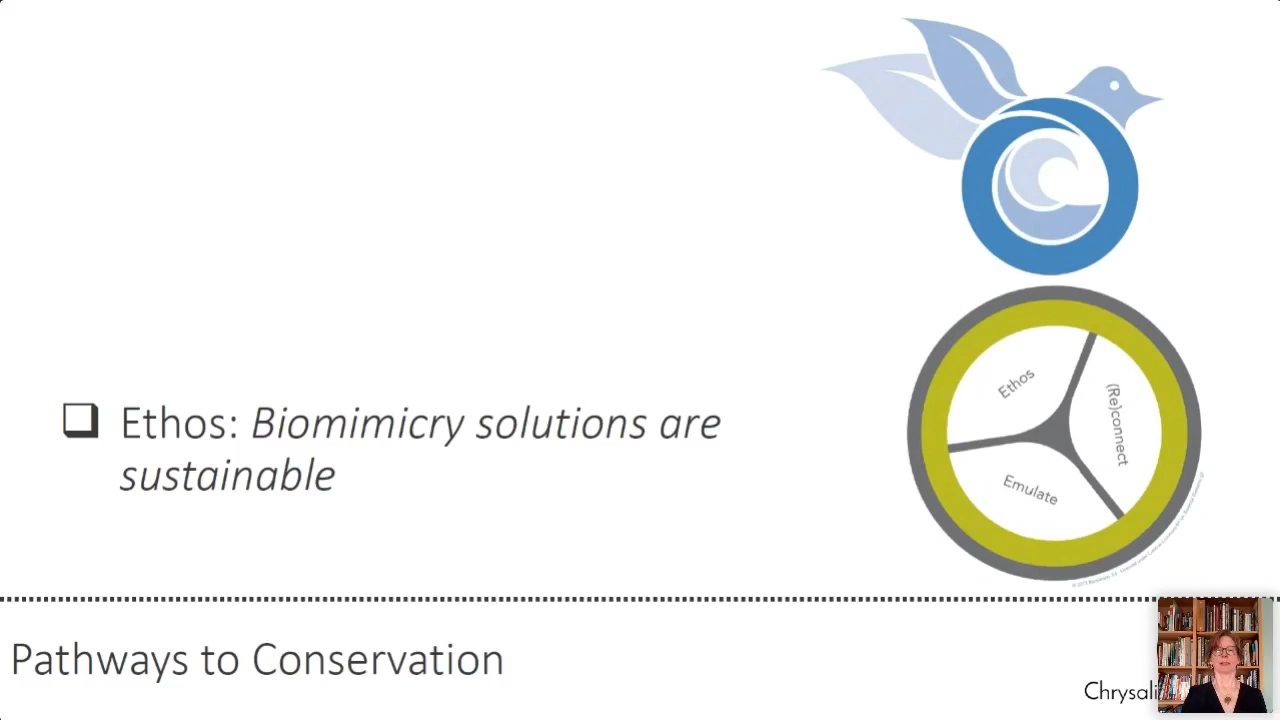 Ethos: Biomimicry solutions are
sustainable
Ethos
(Re)connect
Emulate
Pathways to Conservation
Chrysali